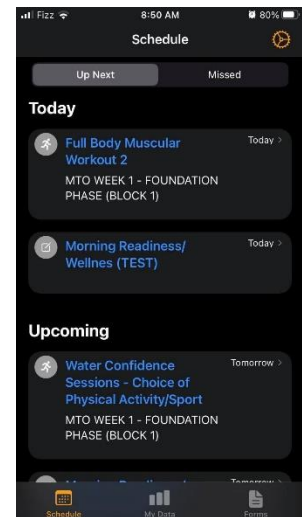 Fizz 8:50 AM 80%
Schedule
Up Next Missed
Today
Full Body Muscular Today >
Workout 2
MTO WEEK 1 - FOUNDATION
PHASE (BLOCK 1)
Morning Readiness/ Today >
Wellnes (TEST)
Upcoming
Water Confidence Tomorrow >
Sessions - Choice of
Physical Activity/Sport
MTO WEEK 1 - FOUNDATION
PHASE (BLOCK 1)
Schedule My Data Forms